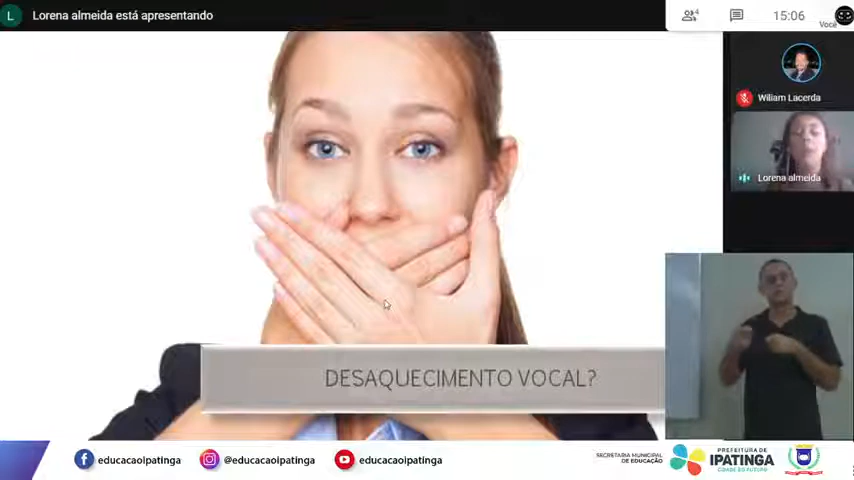 L
Lorena almeida está apresentando
4
15:06
Você
Wiliam Lacerda
Lorena almeida
DESAQUECIMENTO VOCAL?
educacaoipatinga
@educacaoipatinga
educacaoipatinga
SECRETARIA MUNICIPAL
DE EDUCAÇÃO
PREFEITURA DE
IPATINGA
CIDADE DO FUTURO